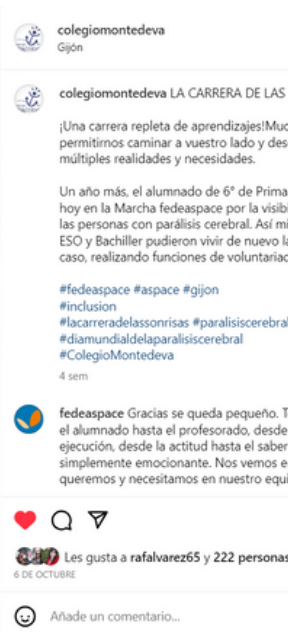 colegiomontedeva
Gijón
colegiomontedeva LA CARRERA DE LAS
¡Una carrera repleta de aprendizajes!Muc
permitirnos caminar a vuestro lado y des
múltiples realidades y necesidades.
Un año más, el alumnado de 6° de Prima
hoy en la Marcha fedeaspace por la visibi
las personas con parálisis cerebral. Así mi
ESO y Bachiller pudieron vivir de nuevo la
caso, realizando funciones de voluntariad
#fedeaspace #aspace #gijon
#inclusion
#lacarreradelassonrisas #paralisiscerebral
#diamundialdelaparalisiscerebral
#ColegioMontedeva
4 sem
fedeaspace Gracias se queda pequeño. T
el alumnado hasta el profesorado, desde
ejecución, desde la actitud hasta el saber
simplemente emocionante. Nos vemos e
queremos y necesitamos en nuestro equi
Les gusta a rafalvarez65 y 222 personas
6 DE OCTUBRE
Añade un comentario...